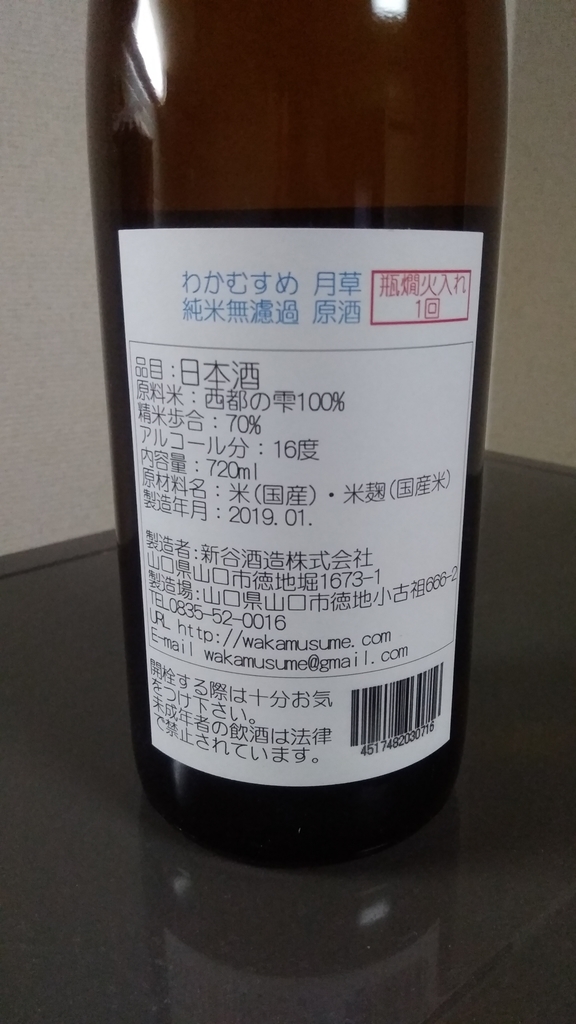 わかむすめ 月草
純米無濾過 原酒
瓶燗火入れ
1回
品目：日本酒
原料米：西都の雫100%
精米歩合：70%
アルコール分：16度
内容量：720ml
原材料名：米(国産)・米麹(国産米)
製造年月：2019.01.
製造者：新谷酒造株式会社
山口県山口市徳地堀1673-1
製造場：山口県山口市徳地小古祖666-2
TEL0835-52-0016
URL http://wakamusume.com
E-mail wakamusume@gmail.com
開栓する際は十分お気
をつけ下さい。
未成年者の飲酒は法律
で禁止されています。
4517482030716